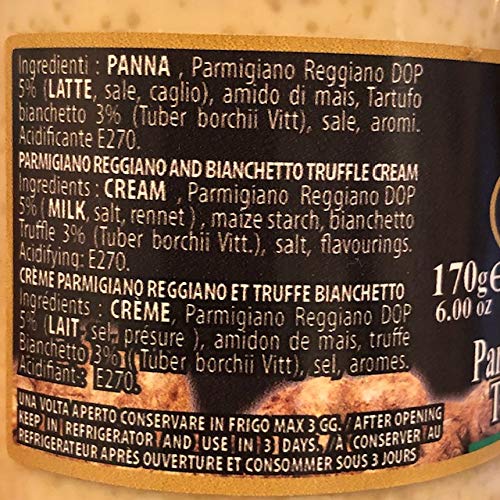 Ingredienti : PANNA , Parmigiano Reggiano DOP
5% (LATTE, sale, caglio), amido di mais, Tartufo
bianchetto 3% (Tuber borchii Vitt), sale, aromi.
Acidificante E270.
PARMIGIANO REGGIANO AND BIANCHETTO TRUFFLE CREAM
Ingredients : CREAM , Parmigiano Reggiano DOP
5% (MILK, salt, rennet) , maize starch, bianchetto
Truffle 3% (Tuber borchii Vitt.), salt, flavourings.
Acidifying: E270.
CRÈME PARMIGIANO REGGIANO ET TRUFFE BIANCHETTO
Ingrédients : CRÈME, Parmigiano Reggiano DOP
5% (LAIT, sel, présure ), amidon de mais, truffe
Bianchetto 3% ( Tuber borchii Vitt), sel, aromes.
Acidifiant : E270.
UNA VOLTA APERTO CONSERVARE IN FRIGO MAX 3 GG. / AFTER OPENING
KEEP IN REFRIGERATOR AND USE IN 3 DAYS. / À CONSERVER AU
REFRIGERATEUR APRÈS OUVERTURE ET CONSOMMER SOUS 3 JOURS
170g
6.00 oz